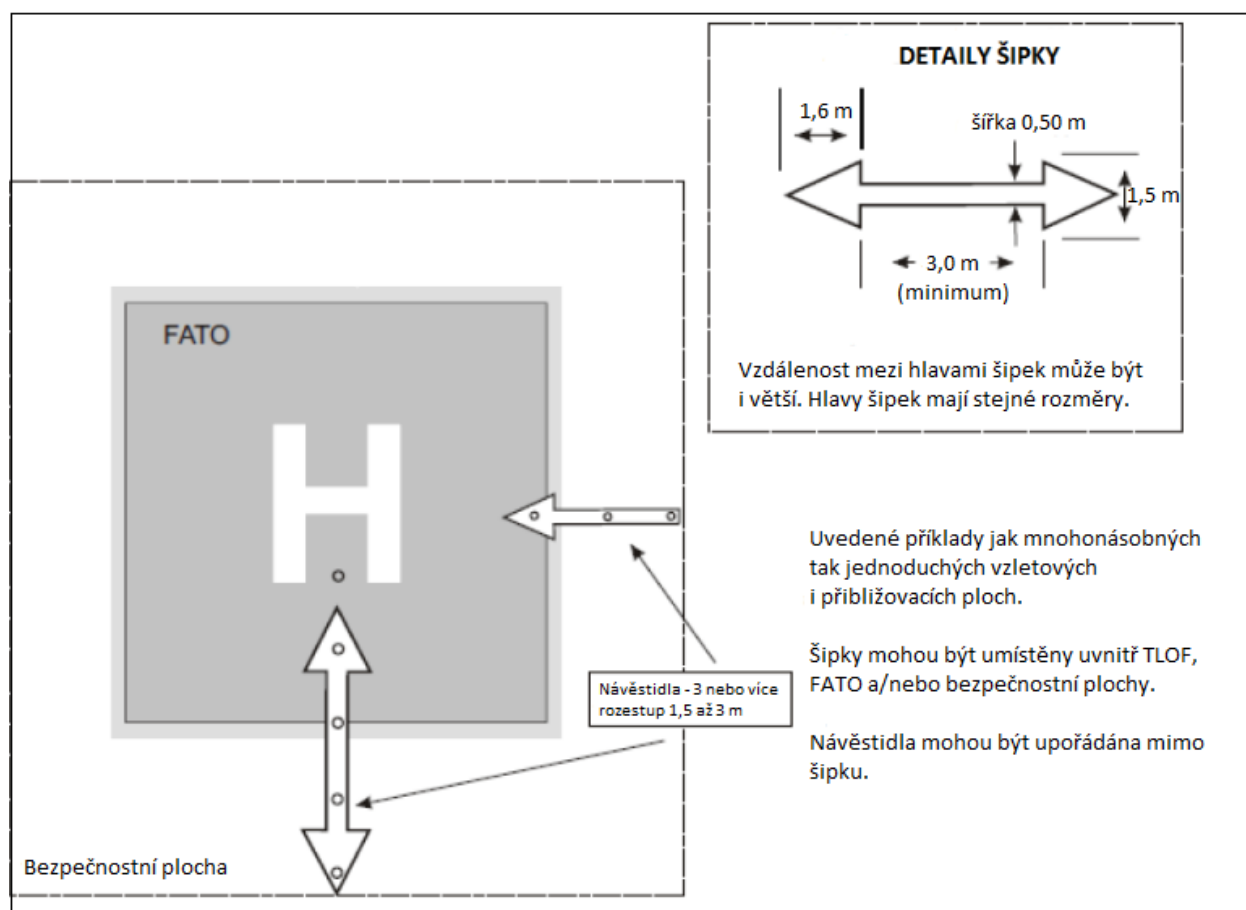 DETAILY ŠIPKY
1,6 m
šířka 0,50 m
1,5 m
3,0 m
(minimum)
Vzdálenost mezi hlavami šipek může být
i větší. Hlavy šipek mají stejné rozměry.
FATO
H
Uvedené příklady jak mnohonásobných
tak jednoduchých vzletových
i přibližovacích ploch.
Šipky mohou být umístěny uvnitř TLOF,
FATO a/nebo bezpečnostní plochy.
Návěstidla mohou být upořádána mimo
šipku.
Návěstidla - 3 nebo více
rozestup 1,5 až 3 m
Bezpečnostní plocha